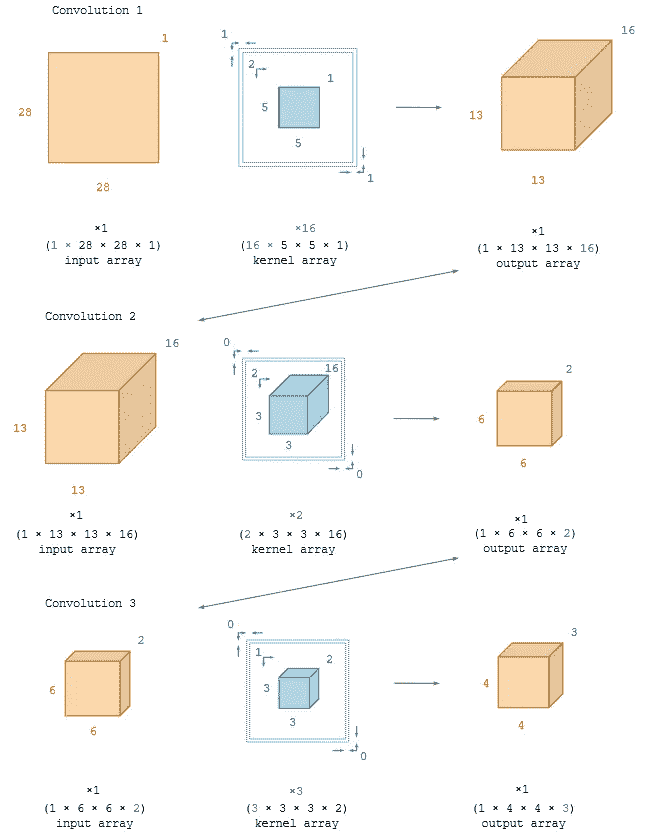 Convolution 1
1
28
28
×1
(1 × 28 × 28 × 1)
input array
1
2
1
5
5
1
×16
(16 × 5 × 5 × 1)
kernel array
16
13
13
×1
(1 × 13 × 13 × 16)
output array
Convolution 2
16
13
13
×1
(1 × 13 × 13 × 16)
input array
0
2
16
3
3
0
×2
(2 × 3 × 3 × 16)
kernel array
2
6
6
×1
(1 × 6 × 6 × 2)
output array
Convolution 3
2
6
6
×1
(1 × 6 × 6 × 2)
input array
0
1
2
3
3
0
×3
(3 × 3 × 3 × 2)
kernel array
3
4
4
×1
(1 × 4 × 4 × 3)
output array